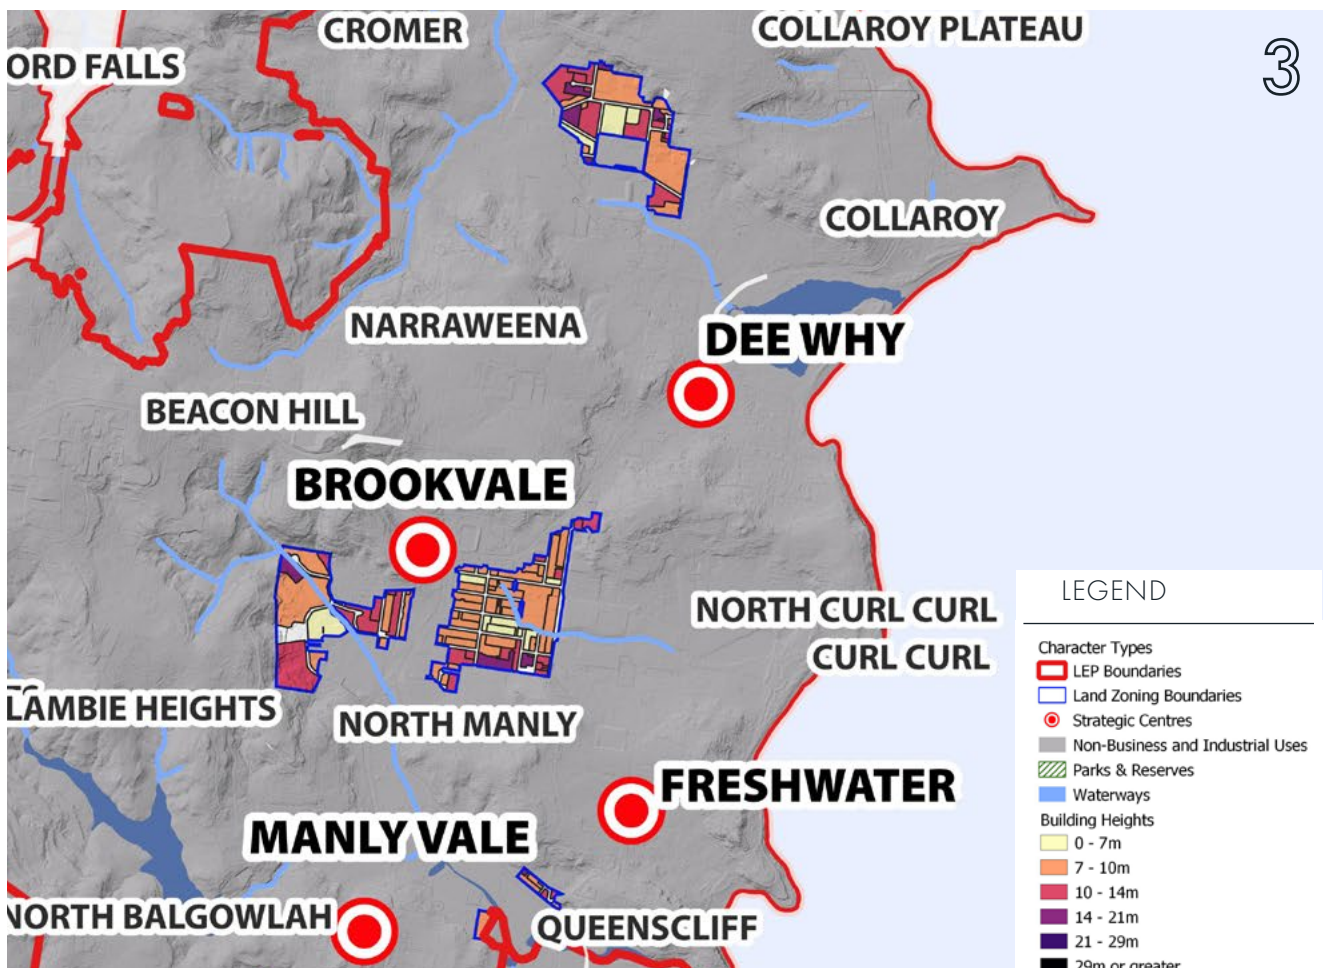 CROMER
COLLAROY PLATEAU
3
ORD FALLS
COLLAROY
NARRAWEENA
DEE WHY
BEACON HILL
BROOKVALE
NORTH CURL CURL
CURL CURL
LAMBIE HEIGHTS
NORTH MANLY
FRESHWATER
MANLY VALE
NORTH BALGOWLAH
QUEENSCLIFF
LEGEND
Character Types
LEP Boundaries
Land Zoning Boundaries
Strategic Centres
Non-Business and Industrial Uses
Parks & Reserves
Waterways
Building Heights
0 - 7m
7 - 10m
10 - 14m
14 - 21m
21 - 29m
29m or greater